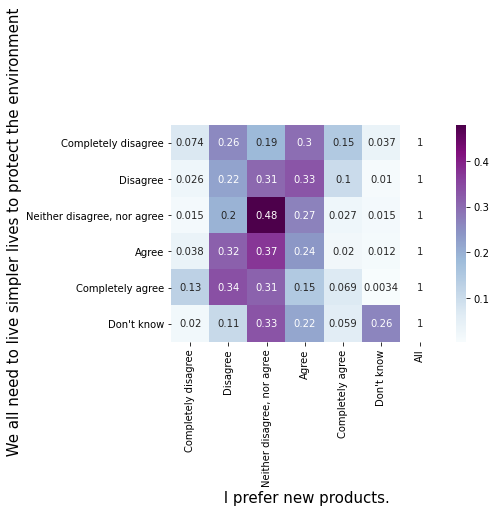 We all need to live simpler lives to protect the environment
Completely disagree 0.074 0.26 0.19 0.3 0.15 0.037 1
Disagree 0.026 0.22 0.31 0.33 0.1 0.01 1
Neither disagree, nor agree 0.015 0.2 0.48 0.27 0.027 0.015 1
Agree 0.038 0.32 0.37 0.24 0.02 0.012 1
Completely agree 0.13 0.34 0.31 0.15 0.069 0.0034 1
Don't know 0.02 0.11 0.33 0.22 0.059 0.26 1
Completely disagree
Disagree
Neither disagree, nor agree
Agree
Completely agree
Don't know
All
I prefer new products.
0.4
0.3
0.2
0.1